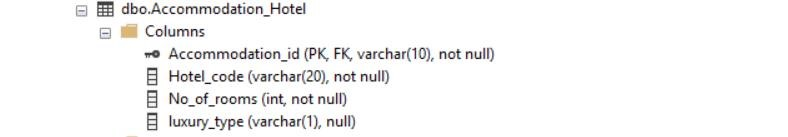 dbo.Accommodation_Hotel
Columns
Accommodation_id (PK, FK, varchar(10), not null)
Hotel_code (varchar(20), not null)
No_of_rooms (int, not null)
luxury_type (varchar(1), null)